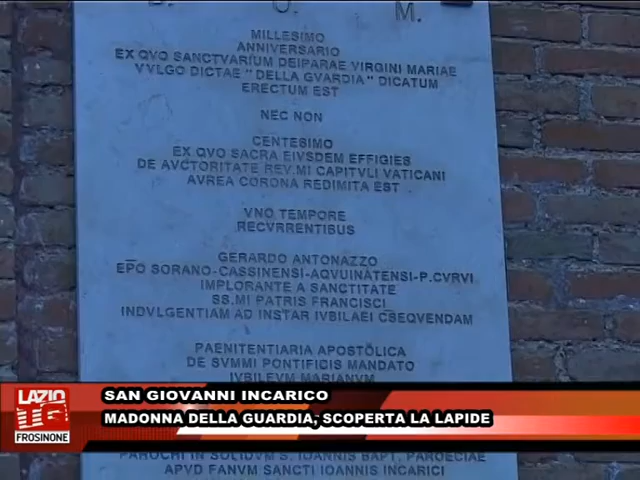 D. O. M.
MILLESIMO
ANNIVERSARIO
EX QVO SANCTVARIUM DEIPARAE VIRGINI MARIAE
VVLGO DICTAE "DELLA GVARDIA" DICATUM
ERECTUM EST
NEC NON
CENTESIMO
EX QVO SACRA EIVSDEM EFFIGIES
DE AVCTORITATE REV.MI CAPITVLI VATICANI
AVREA CORONA REDIMITA EST
VNO TEMPORE
RECVRRENTIBUS
GERARDO ANTONAZZO
EPO SORANO-CASSINENSI-AQVUINATENSI-P.CVRVI
IMPLORANTE A SANCTITATE
SS.MI PATRIS FRANCISCI
INDVLGENTIAM AD INSTAR IVBILAEI CSEQVENDAM
PAENITENTIARIA APOSTOLICA
DE SVMMI PONTIFICIS MANDATO
IVBILEVM MARIANVM
LAZIO
TG
FROSINONE
SAN GIOVANNI INCARICO
MADONNA DELLA GUARDIA, SCOPERTA LA LAPIDE
PAROCHI IN SOLIDVM S. IOANNIS BAPT. PAROECIAE
APVD FANVM SANCTI IOANNIS INCARICI